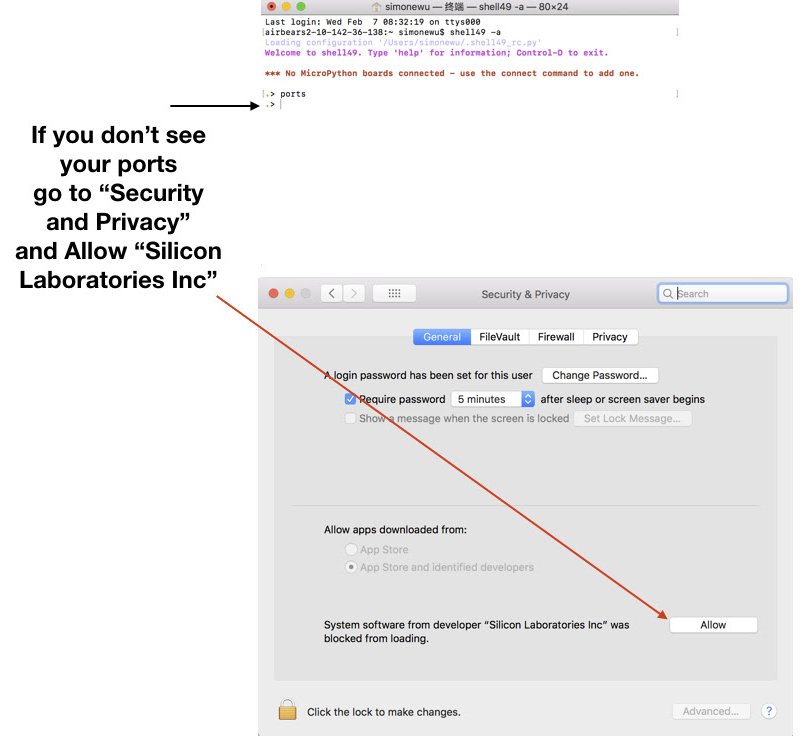 simonewu — 终端 — shell49 -a — 80×24
Last login: Wed Feb  7 08:32:19 on ttys000
[airbears2-10-142-36-138:~ simonewu$ shell49 -a ]
Loading configuration '/Users/simonewu/.shell49_rc.py'
Welcome to shell49. Type 'help' for information; Control-D to exit.
*** No MicroPython boards connected - use the connect command to add one.
[.> ports ]
.>
If you don’t see
your ports
go to “Security
and Privacy”
and Allow “Silicon
Laboratories Inc”
Security & Privacy
Search
General FileVault Firewall Privacy
A login password has been set for this user Change Password...
Require password 5 minutes after sleep or screen saver begins
Show a message when the screen is locked Set Lock Message...
Allow apps downloaded from:
App Store
App Store and identified developers
System software from developer “Silicon Laboratories Inc” was Allow
blocked from loading.
Click the lock to make changes. Advanced... ?